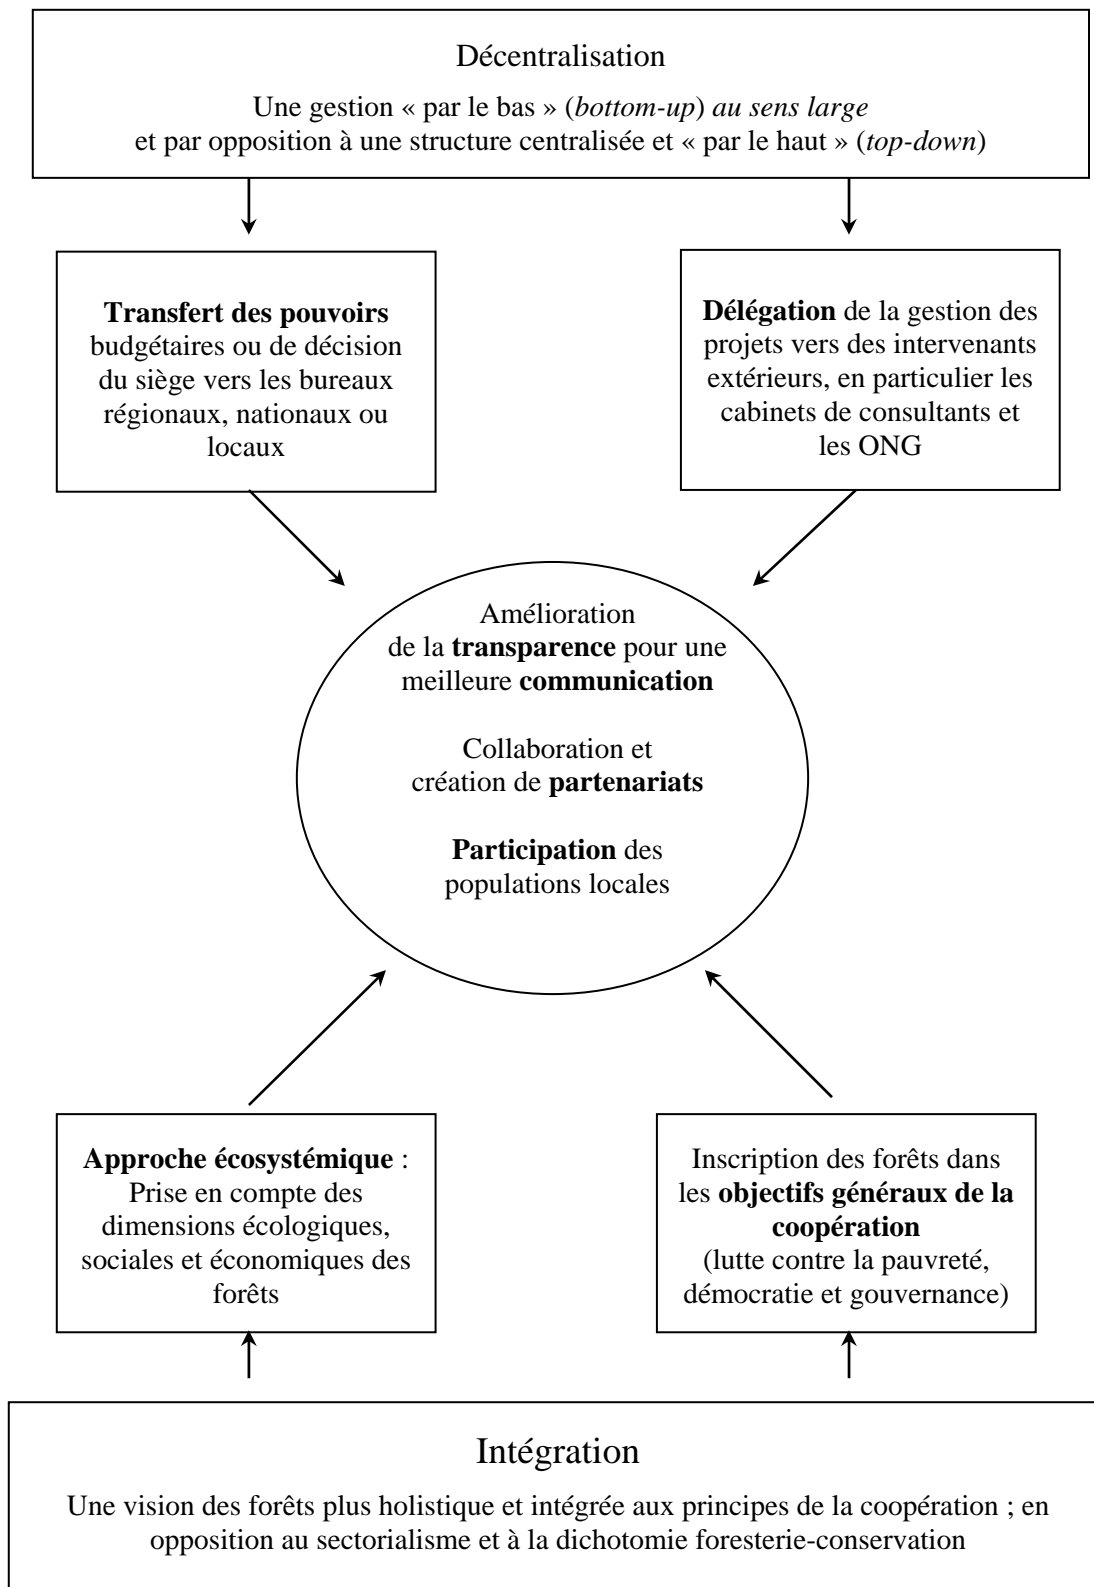 Décentralisation
Une gestion « par le bas » (bottom-up) au sens large
et par opposition à une structure centralisée et « par le haut » (top-down)
Transfert des pouvoirs
budgétaires ou de décision
du siège vers les bureaux
régionaux, nationaux ou
locaux
Délégation de la gestion des
projets vers des intervenants
extérieurs, en particulier les
cabinets de consultants et
les ONG
Amélioration
de la transparence pour une
meilleure communication
Collaboration et
création de partenariats
Participation des
populations locales
Approche écosystémique :
Prise en compte des
dimensions écologiques,
sociales et économiques des
forêts
Inscription des forêts dans
les objectifs généraux de la
coopération
(lutte contre la pauvreté,
démocratie et gouvernance)
Intégration
Une vision des forêts plus holistique et intégrée aux principes de la coopération ; en
opposition au sectorialisme et à la dichotomie foresterie-conservation